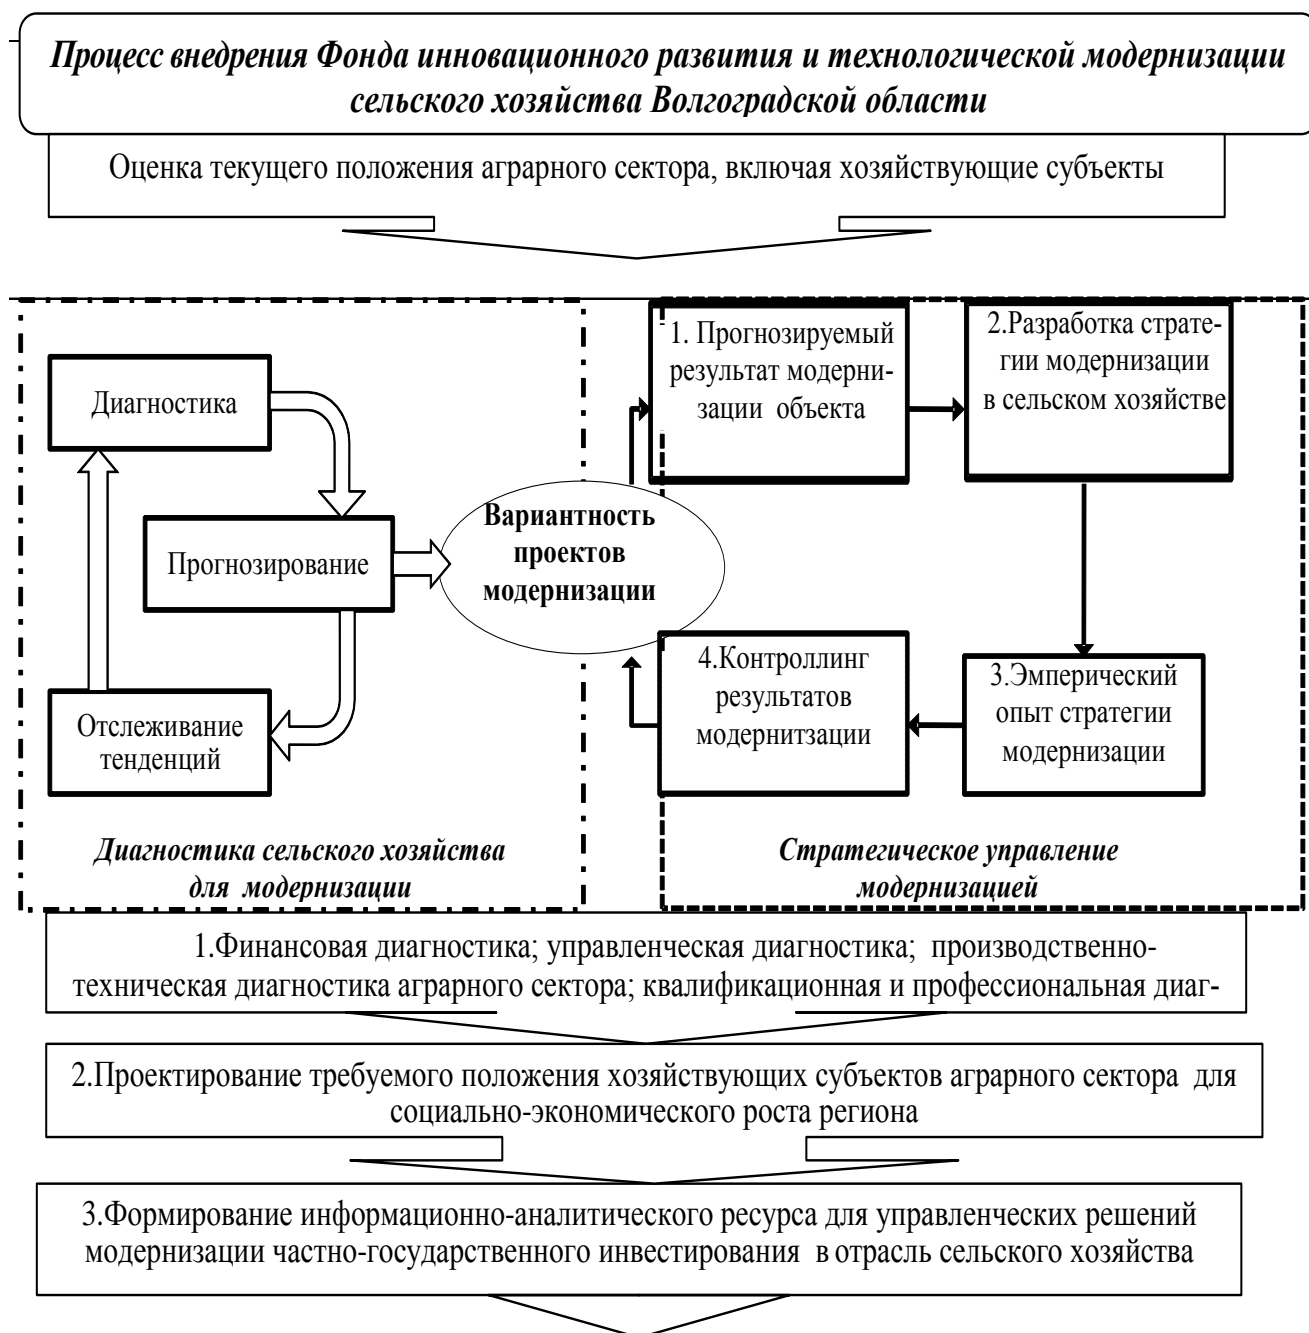 Процесс внедрения Фонда инновационного развития и технологической модернизации
сельского хозяйства Волгоградской области
Оценка текущего положения аграрного сектора, включая хозяйствующие субъекты
Диагностика
Прогнозирование
Отслеживание
тенденций
Вариантность
проектов
модернизации
1. Прогнозируемый
результат модерни-
зации объекта
2.Разработка страте-
гии модернизации
в сельском хозяйстве
3.Эмперический
опыт стратегии
модернизации
4.Контроллинг
результатов
модернитзации
Диагностика сельского хозяйства
для модернизации
Стратегическое управление
модернизацией
1.Финансовая диагностика; управленческая диагностика; производственно-
техническая диагностика аграрного сектора; квалификационная и профессиональная диаг-
2.Проектирование требуемого положения хозяйствующих субъектов аграрного сектора для
социально-экономического роста региона
3.Формирование информационно-аналитического ресурса для управленческих решений
модернизации частно-государственного инвестирования в отрасль сельского хозяйства